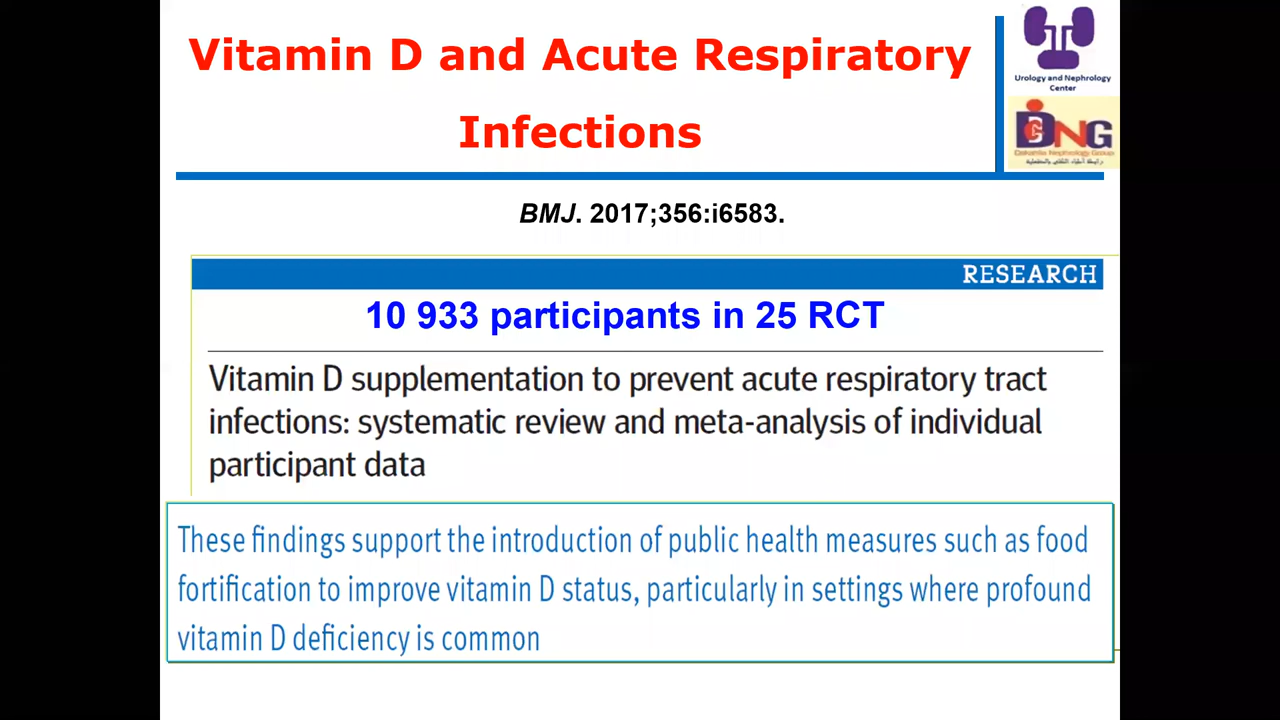 Vitamin D and Acute Respiratory
Infections
Urology and Nephrology
Center
DNG
Dakahlia Nephrology Group
BMJ. 2017;356:i6583.
RESEARCH
10 933 participants in 25 RCT
Vitamin D supplementation to prevent acute respiratory tract
infections: systematic review and meta-analysis of individual
participant data
These findings support the introduction of public health measures such as food
fortification to improve vitamin D status, particularly in settings where profound
vitamin D deficiency is common